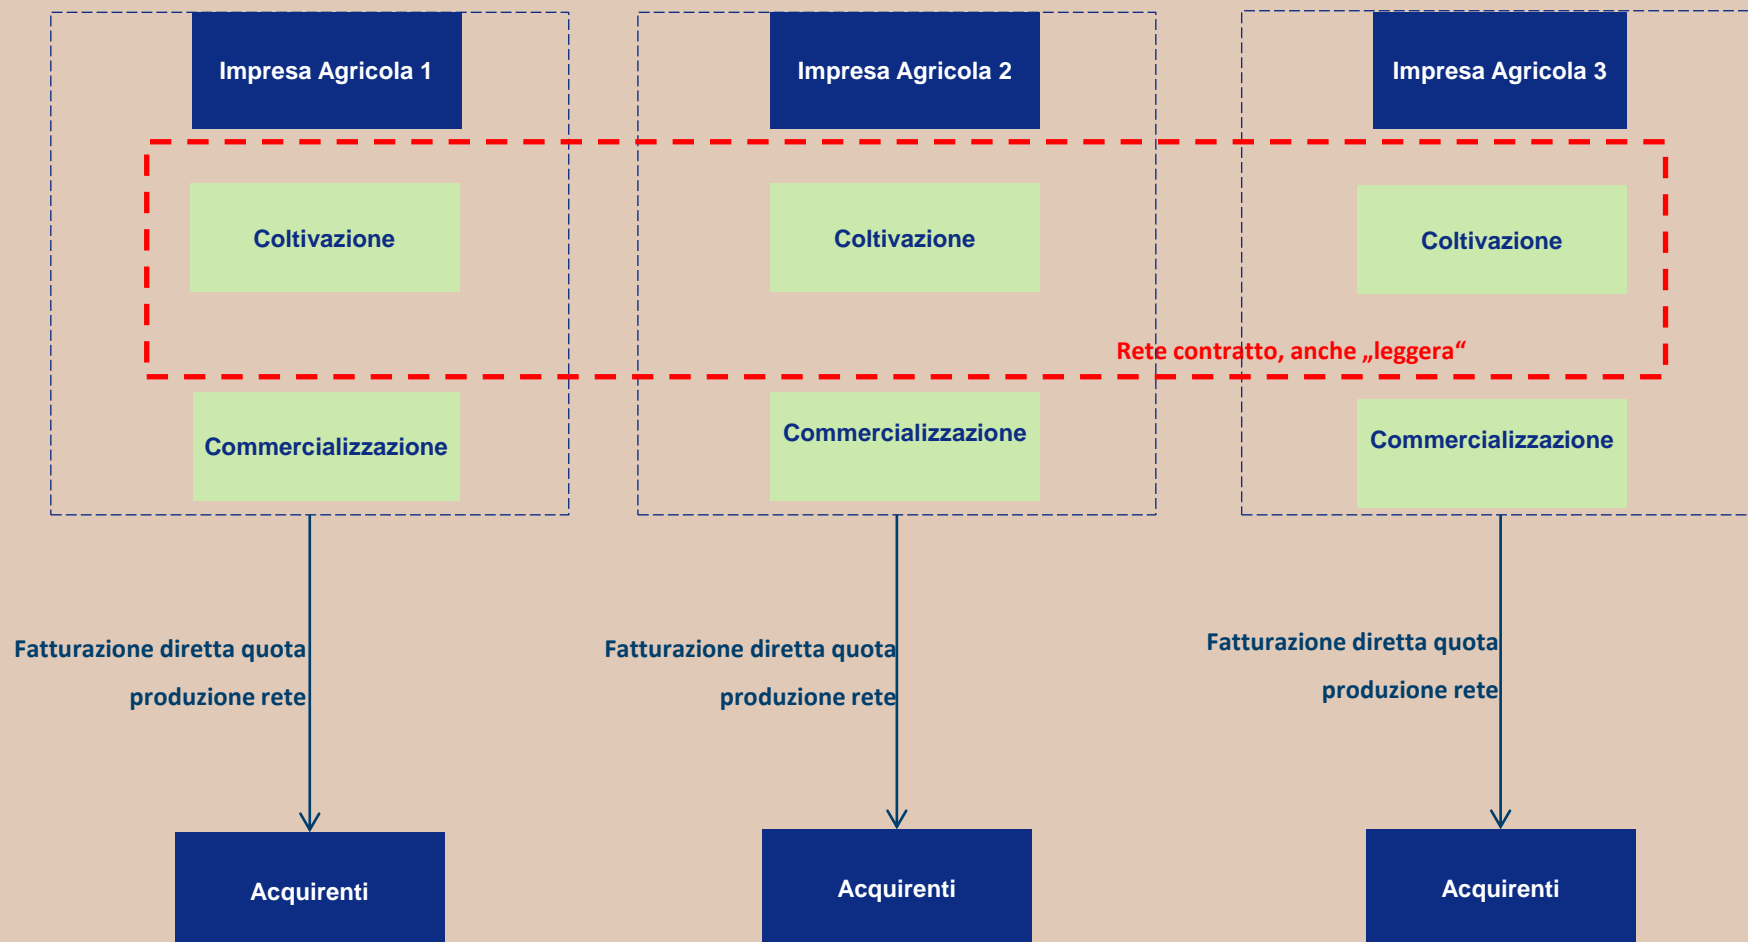 Impresa Agricola 1
Impresa Agricola 2
Impresa Agricola 3
Coltivazione
Coltivazione
Coltivazione
Rete contratto, anche „leggera“
Commercializzazione
Commercializzazione
Commercializzazione
Fatturazione diretta quota
produzione rete
Fatturazione diretta quota
produzione rete
Fatturazione diretta quota
produzione rete
Acquirenti
Acquirenti
Acquirenti